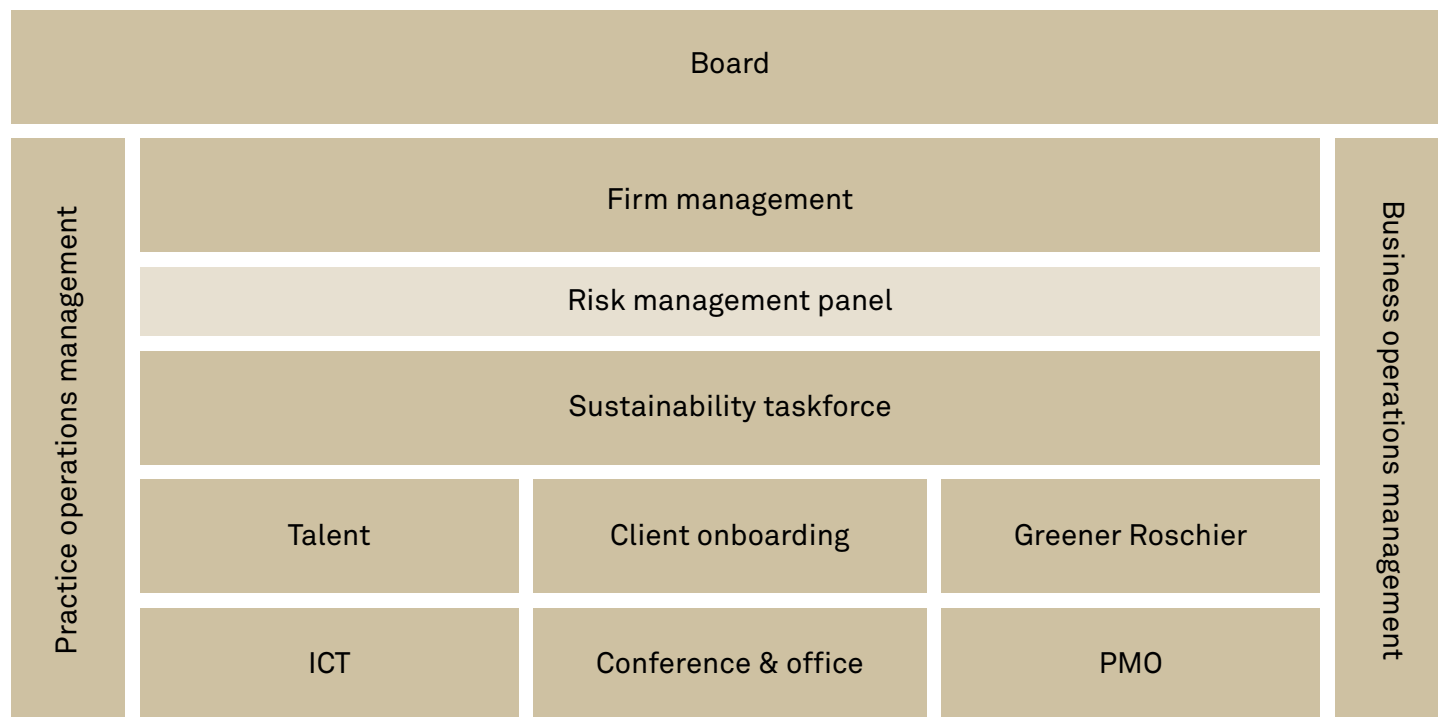 Board
Practice operations management
Firm management
Risk management panel
Sustainability taskforce
Talent
Client onboarding
Greener Roschier
ICT
Conference & office
PMO
Business operations management